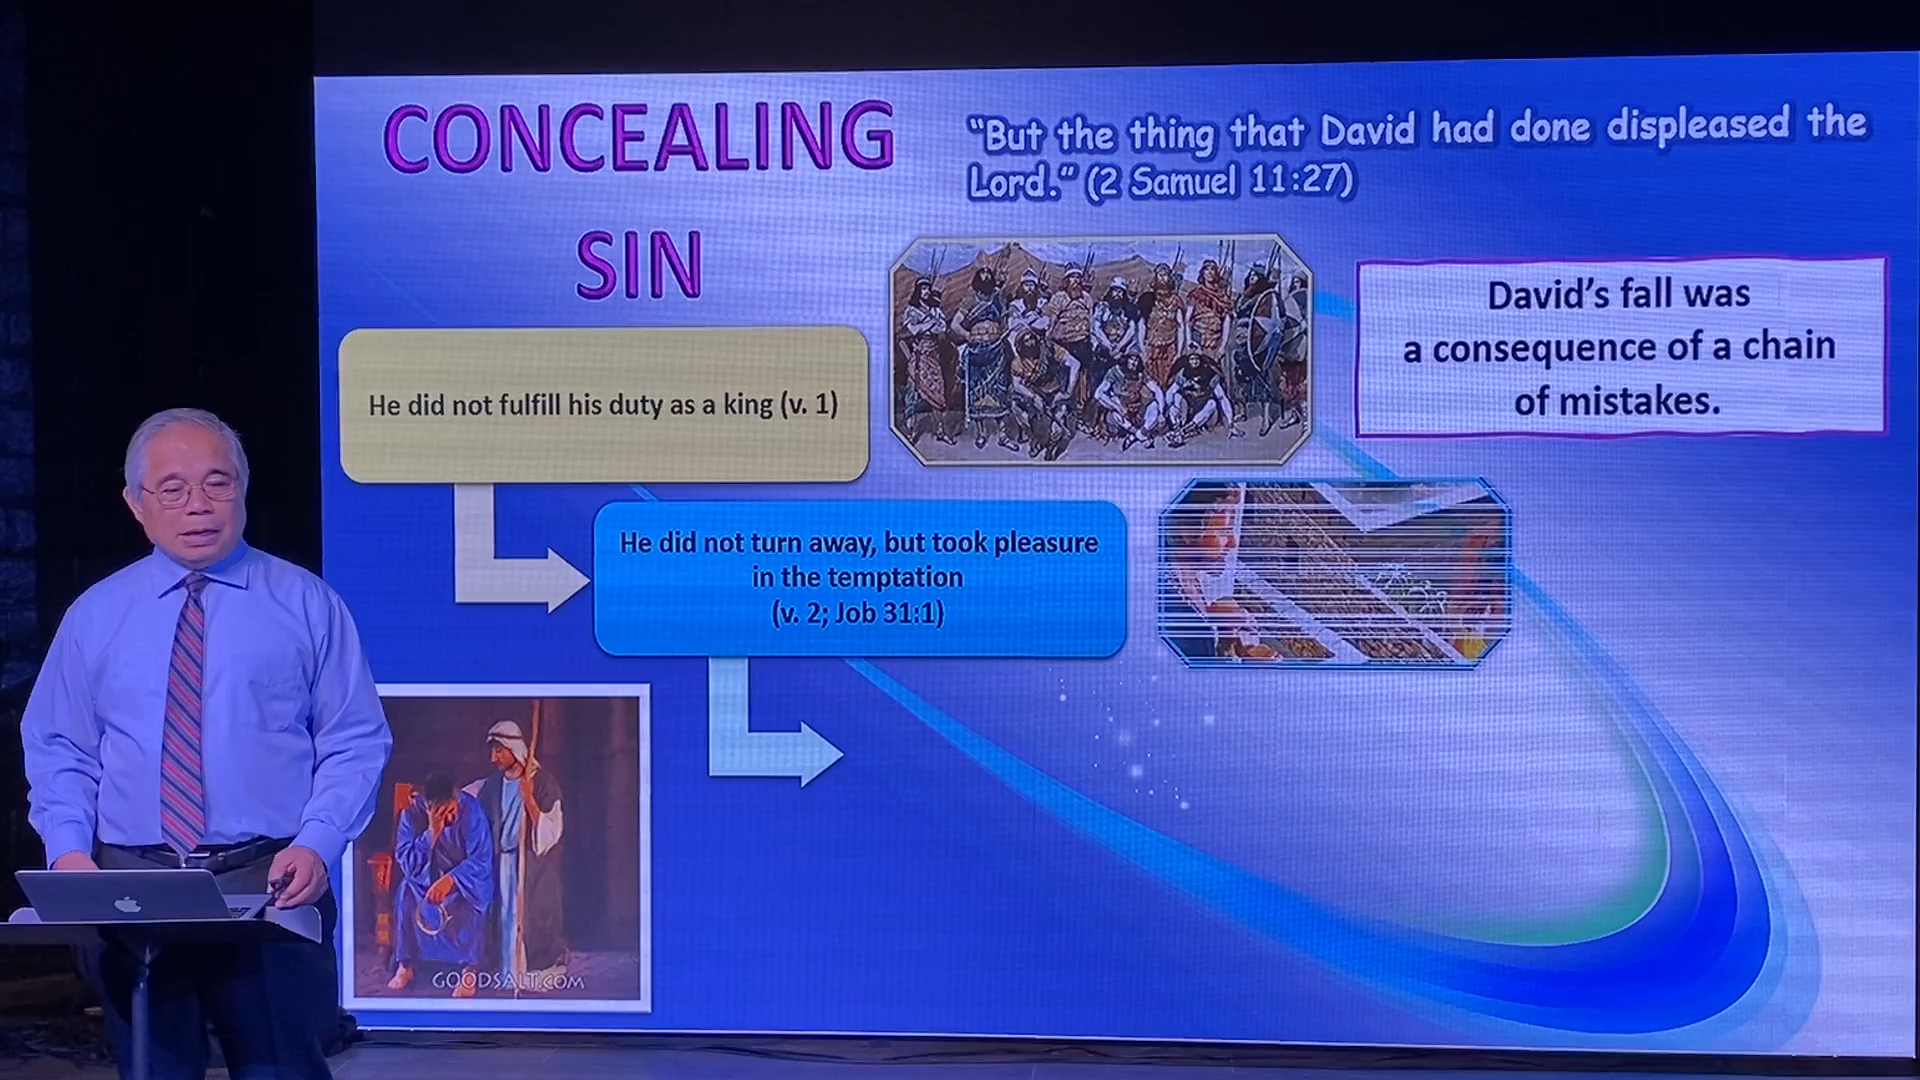 CONCEALING
SIN
“But the thing that David had done displeased the
Lord.” (2 Samuel 11:27)
David’s fall was
a consequence of a chain
of mistakes.
He did not fulfill his duty as a king (v. 1)
He did not turn away, but took pleasure
in the temptation
(v. 2; Job 31:1)
GOODSALT.COM